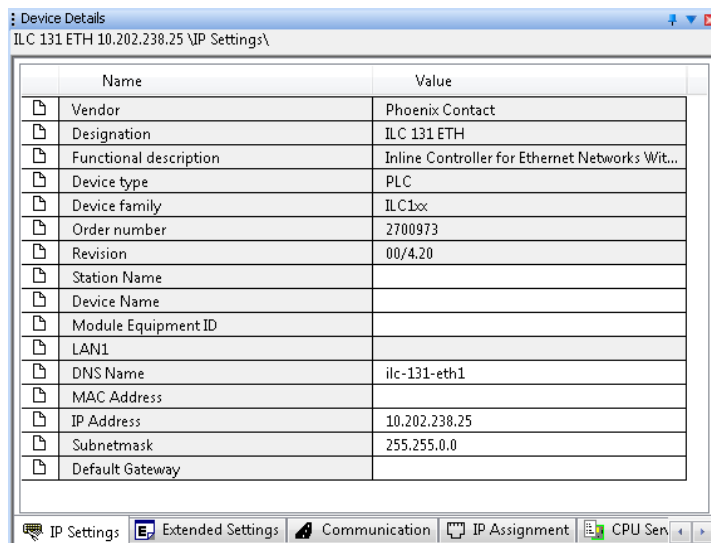 Device Details
ILC 131 ETH 10.202.238.25 \IP Settings\
Name Value
Vendor Phoenix Contact
Designation ILC 131 ETH
Functional description Inline Controller for Ethernet Networks Wit...
Device type PLC
Device family ILC1xx
Order number 2700973
Revision 00/4.20
Station Name
Device Name
Module Equipment ID
LAN1
DNS Name ilc-131-eth1
MAC Address
IP Address 10.202.238.25
Subnetmask 255.255.0.0
Default Gateway
IP Settings Extended Settings Communication IP Assignment CPU Serv